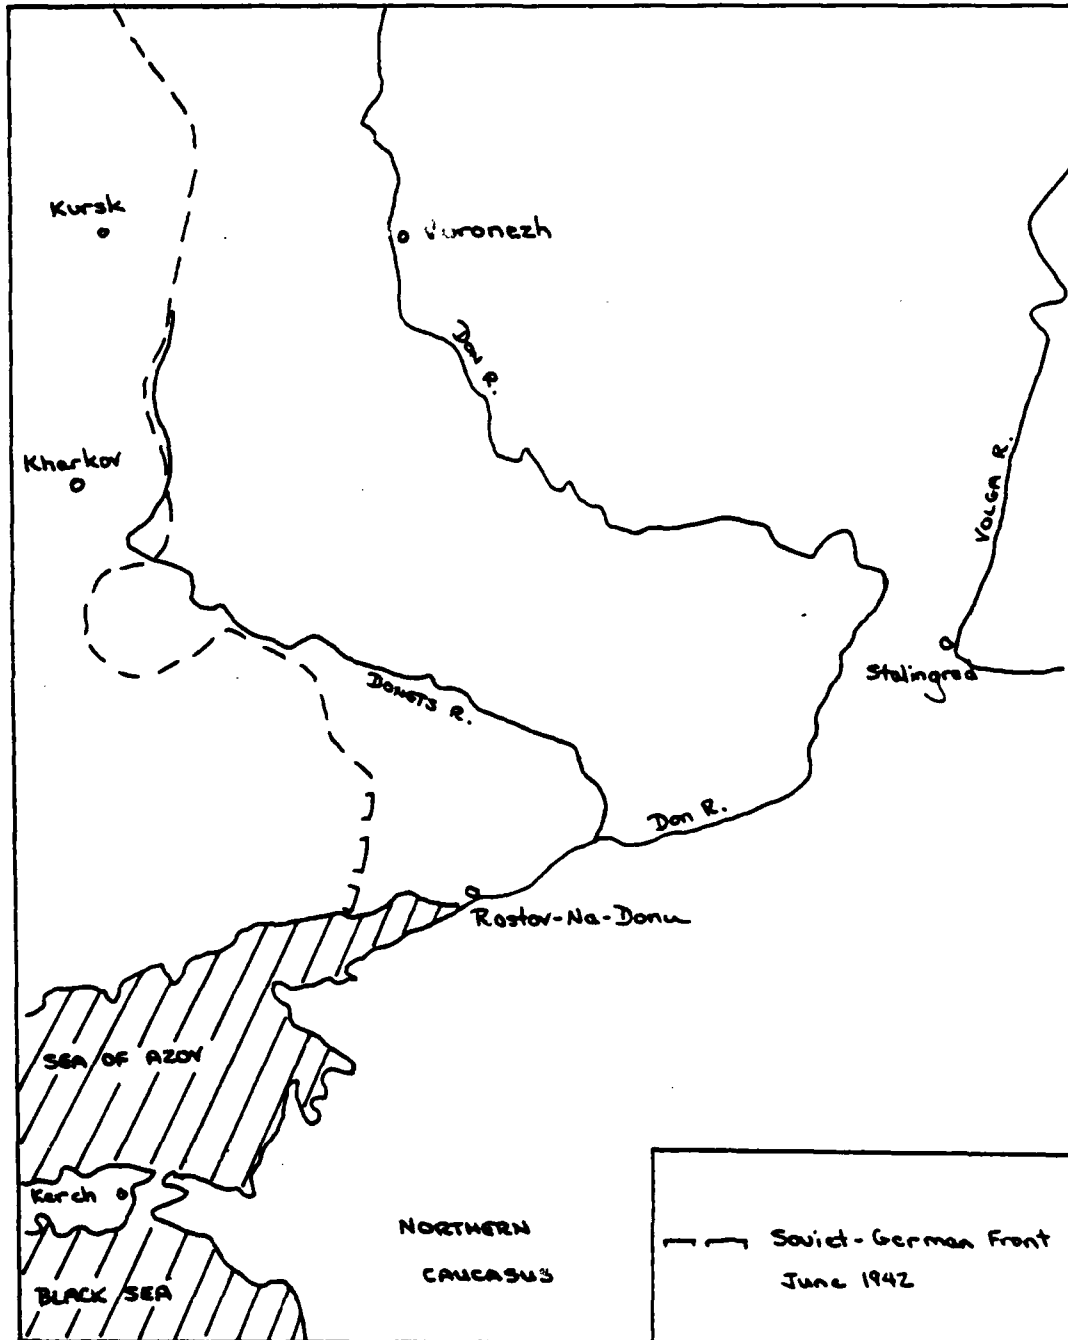 Kursk
Voronezh
DON R.
Kharkov
VOLGA R.
Stalingrad
DONETS R.
Don R.
Rostov-Na-Donu
SEA OF AZOV
Kerch
NORTHERN
CAUCASUS
BLACK SEA
Soviet-German Front
June 1942